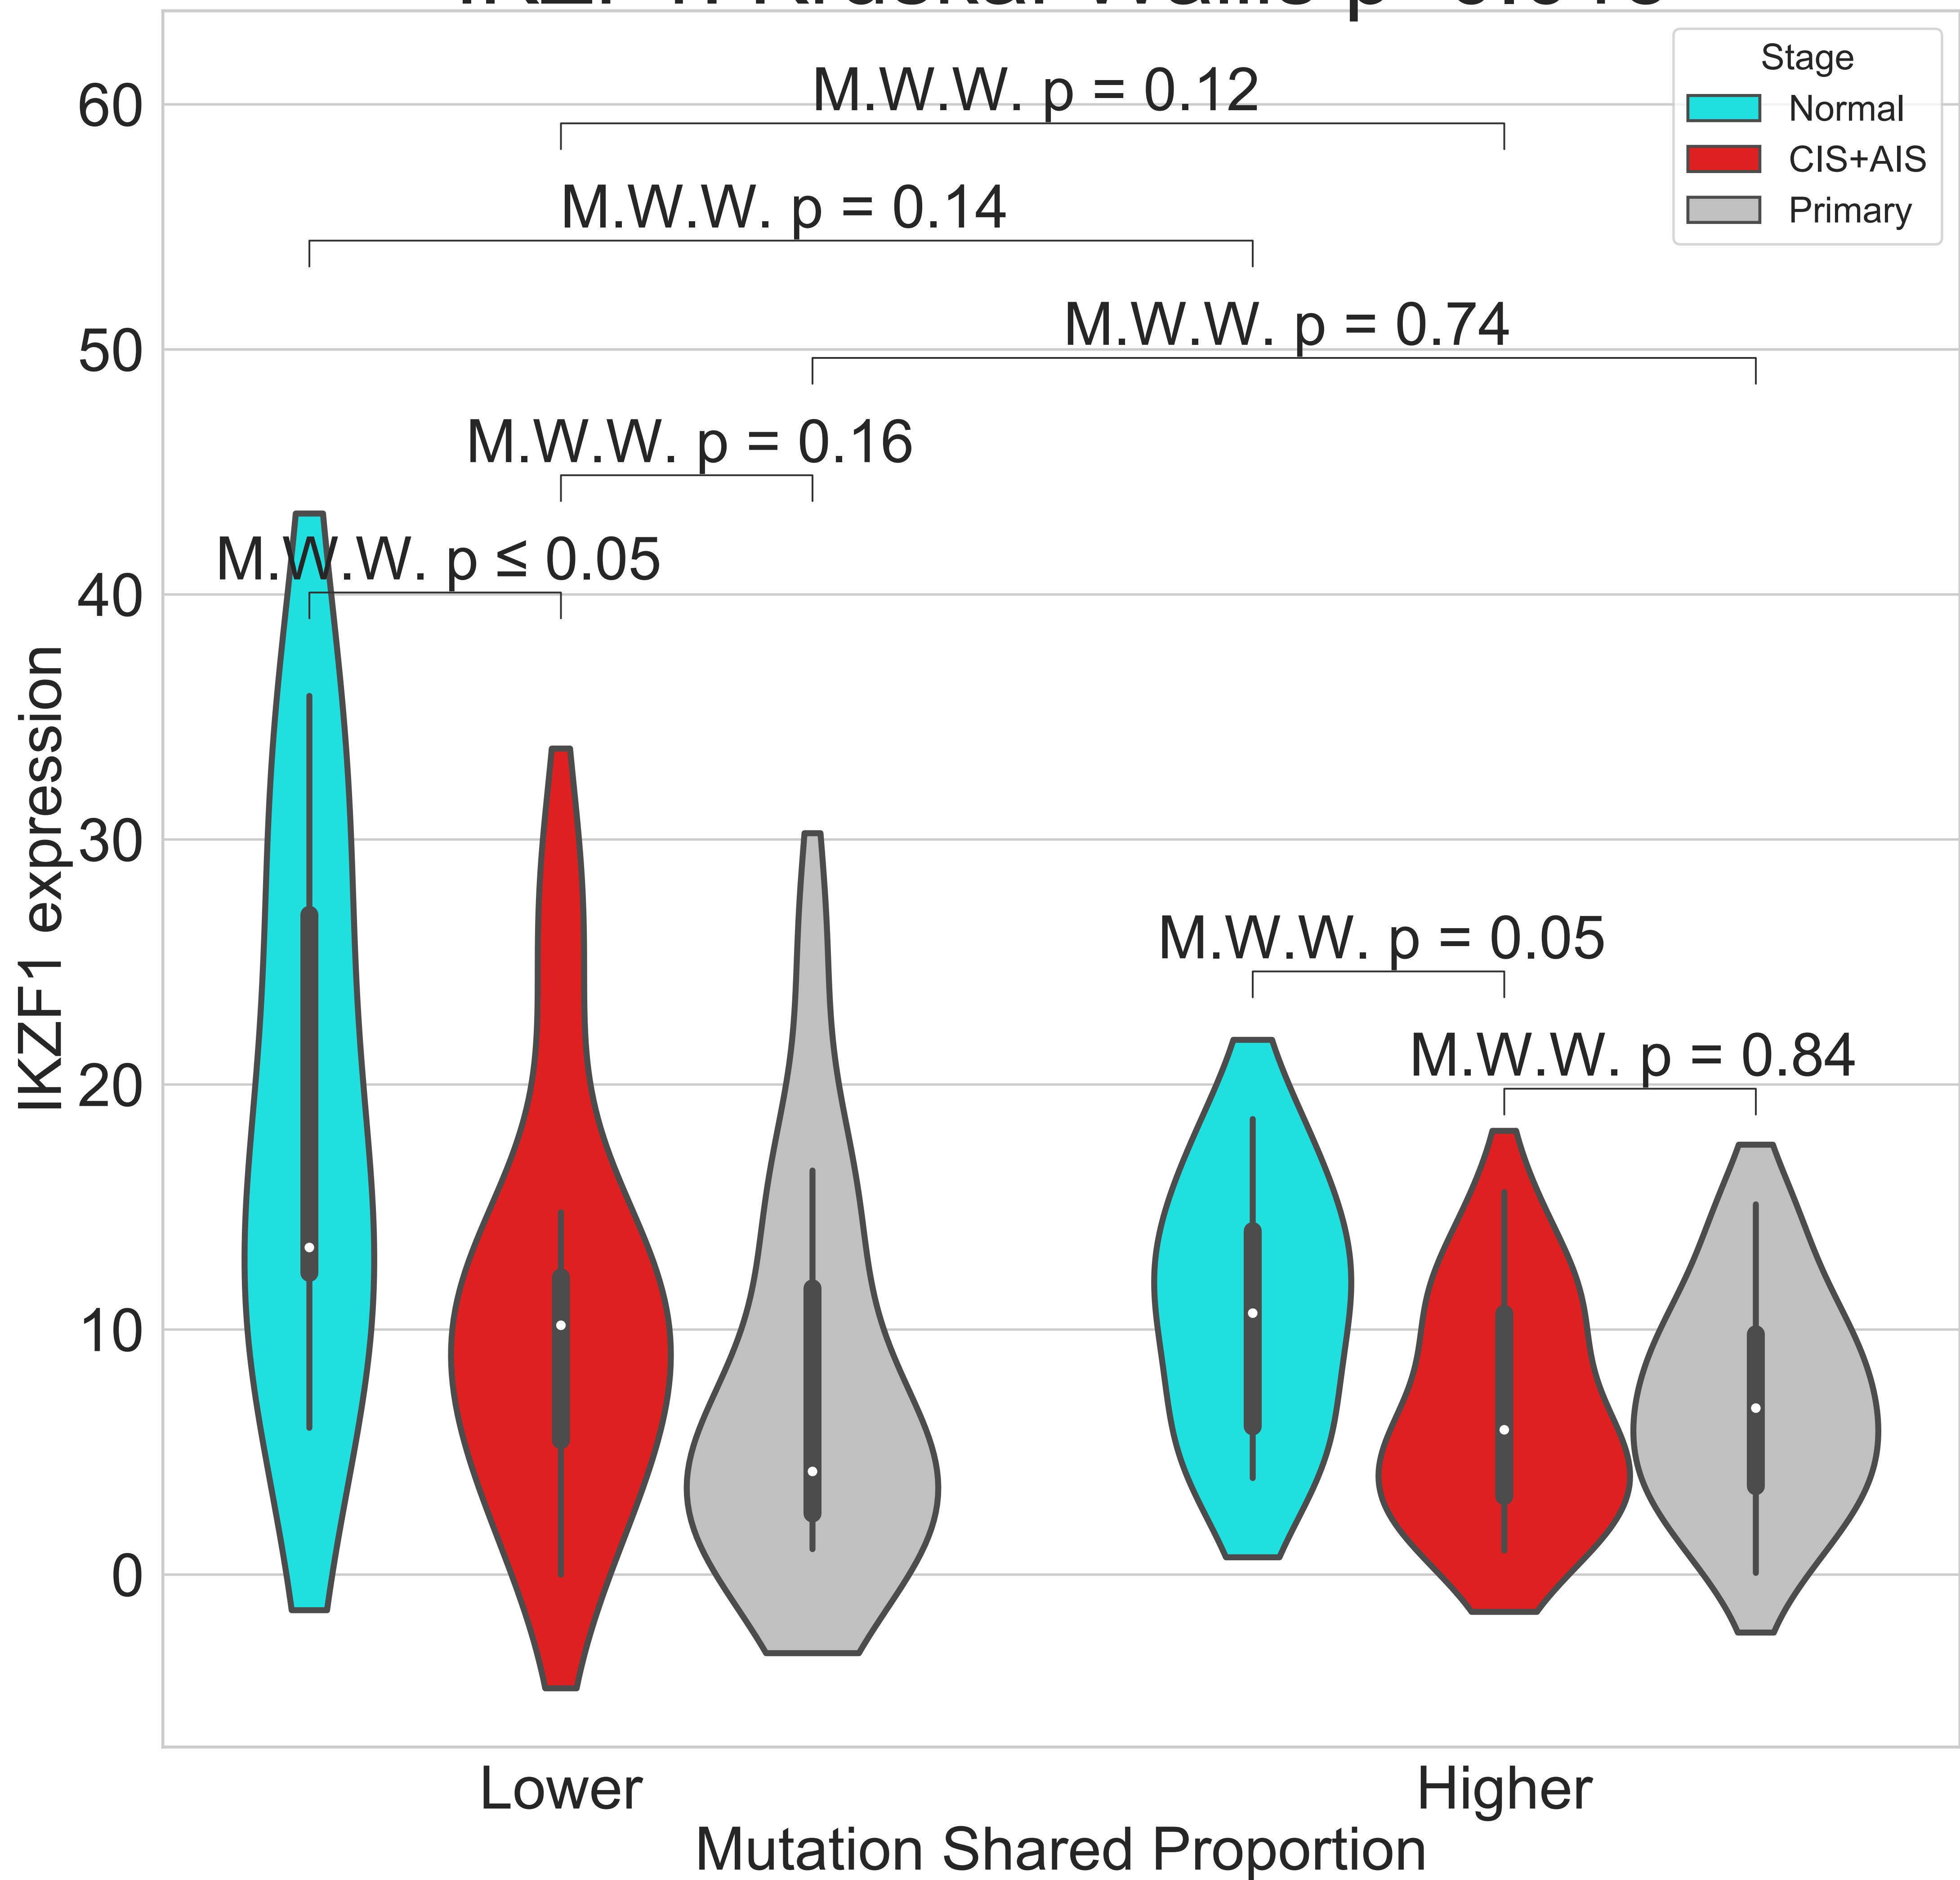 60
50
40
30
20
10
0
IKZF1 expression
M.W.W. p = 0.12
M.W.W. p = 0.14
M.W.W. p = 0.74
M.W.W. p = 0.16
M.W.W. p ≤ 0.05
M.W.W. p = 0.05
M.W.W. p = 0.84
Stage
Normal
CIS+AIS
Primary
Lower
Higher
Mutation Shared Proportion